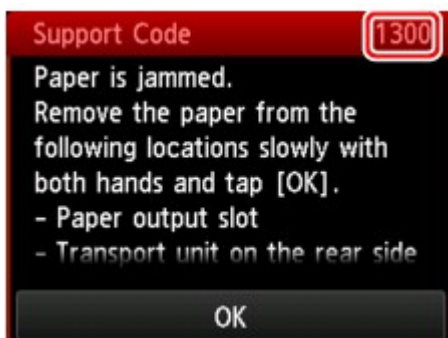 Support Code 1300
Paper is jammed.
Remove the paper from the
following locations slowly with
both hands and tap [OK].
- Paper output slot
- Transport unit on the rear side
OK